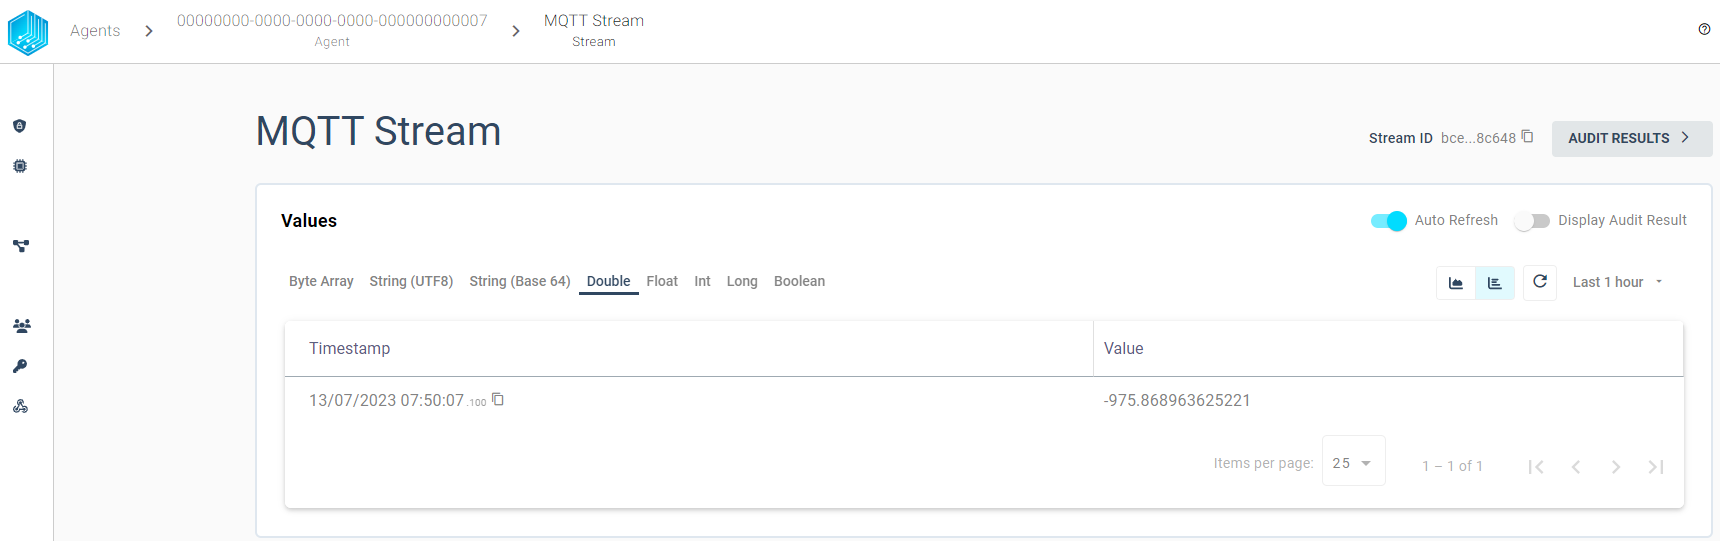 Agents
00000000-0000-0000-0000-000000000007
Agent
MQTT Stream
Stream
MQTT Stream
Stream ID bce...8c648
AUDIT RESULTS
Values
Auto Refresh
Display Audit Result
Byte Array String (UTF8) String (Base 64) Double Float Int Long Boolean
Last 1 hour
Timestamp Value
13/07/2023 07:50:07.100 -975.868963625221
Items per page: 25 1 – 1 of 1